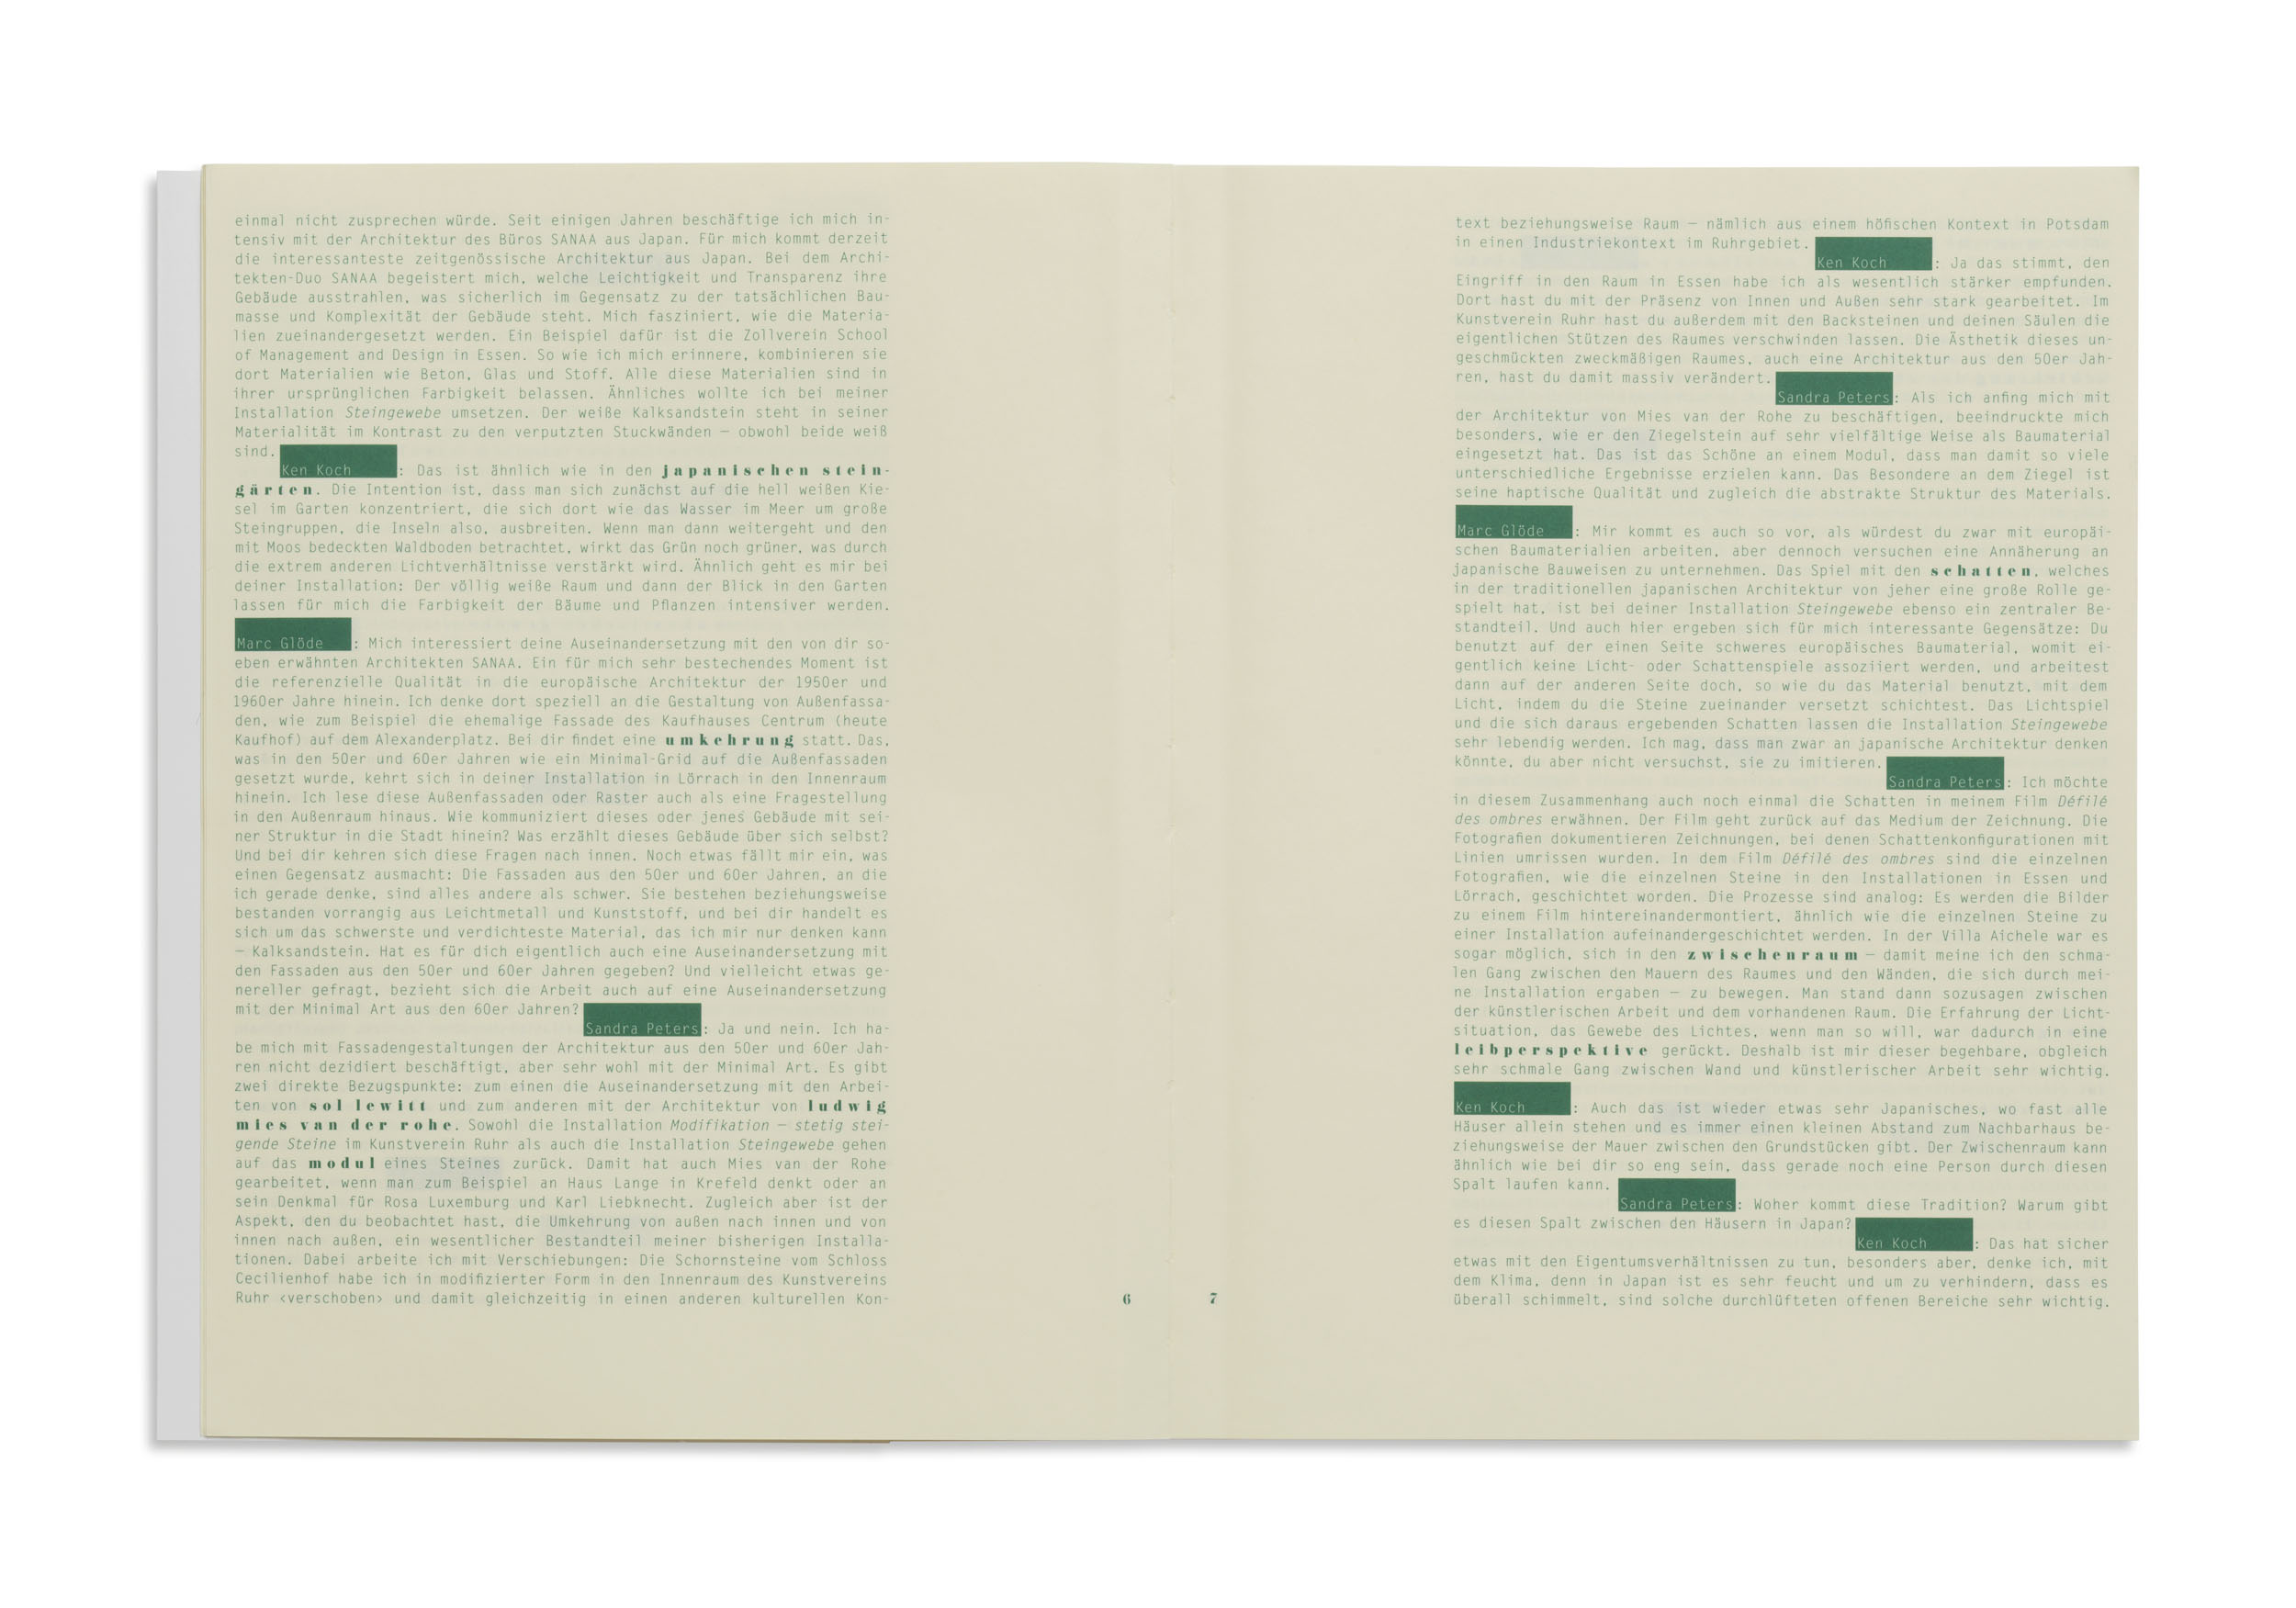 einmal nicht zusprechen würde. Seit einigen Jahren beschäftige ich mich in-
tensiv mit der Architektur des Büros SANAA aus Japan. Für mich kommt derzeit
die interessanteste zeitgenössische Architektur aus Japan. Bei dem Archi-
tekten-Duo SANAA begeistert mich, welche Leichtigkeit und Transparenz ihre
Gebäude ausstrahlen, was sicherlich im Gegensatz zu der tatsächlichen Bau-
masse und Komplexität der Gebäude steht. Mich fasziniert, wie die Materia-
lien zueinandergesetzt werden. Ein Beispiel dafür ist die Zollverein School
of Management and Design in Essen. So wie ich mich erinnere, kombinieren sie
dort Materialien wie Beton, Glas und Stoff. Alle diese Materialien sind in
ihrer ursprünglichen Farbigkeit belassen. Ähnliches wollte ich bei meiner
Installation Steingewebe umsetzen. Der weiße Kalksandstein steht in seiner
Materialität im Kontrast zu den verputzten Stuckwänden – obwohl beide weiß
sind.
Ken Koch: Das ist ähnlich wie in den japanischen stein-
gärten. Die Intention ist, dass man sich zunächst auf die hell weißen Kie-
sel im Garten konzentriert, die sich dort wie das Wasser im Meer um große
Steingruppen, die Inseln also, ausbreiten. Wenn man dann weitergeht und den
mit Moos bedeckten Waldboden betrachtet, wirkt das Grün noch grüner, was durch
die extrem anderen Lichtverhältnisse verstärkt wird. Ähnlich geht es mir bei
deiner Installation: Der völlig weiße Raum und dann der Blick in den Garten
lassen für mich die Farbigkeit der Bäume und Pflanzen intensiver werden.
Marc Glöde: Mich interessiert deine Auseinandersetzung mit den von dir so-
eben erwähnten Architekten SANAA. Ein für mich sehr bestechendes Moment ist
die referenzielle Qualität in die europäische Architektur der 1950er und
1960er Jahre hinein. Ich denke dort speziell an die Gestaltung von Außenfassa-
den, wie zum Beispiel die ehemalige Fassade des Kaufhauses Centrum (heute
Kaufhof) auf dem Alexanderplatz. Bei dir findet eine umkehrung statt. Das,
was in den 50er und 60er Jahren wie ein Minimal-Grid auf die Außenfassaden
gesetzt wurde, kehrt sich in deiner Installation in Lörrach in den Innenraum
hinein. Ich lese diese Außenfassaden oder Raster auch als eine Fragestellung
in den Außenraum hinaus. Wie kommuniziert dieses oder jenes Gebäude mit sei-
ner Struktur in die Stadt hinein? Was erzählt dieses Gebäude über sich selbst?
Und bei dir kehren sich diese Fragen nach innen. Noch etwas fällt mir ein, was
einen Gegensatz ausmacht: Die Fassaden aus den 50er und 60er Jahren, an die
ich gerade denke, sind alles andere als schwer. Sie bestehen beziehungsweise
bestanden vorrangig aus Leichtmetall und Kunststoff, und bei dir handelt es
sich um das schwerste und verdichteste Material, das ich mir nur denken kann
– Kalksandstein. Hat es für dich eigentlich auch eine Auseinandersetzung mit
den Fassaden aus den 50er und 60er Jahren gegeben? Und vielleicht etwas ge-
nereller gefragt, bezieht sich die Arbeit auch auf eine Auseinandersetzung
mit der Minimal Art aus den 60er Jahren?
Sandra Peters: Ja und nein. Ich ha-
be mich mit Fassadengestaltungen der Architektur aus den 50er und 60er Jah-
ren nicht dezidiert beschäftigt, aber sehr wohl mit der Minimal Art. Es gibt
zwei direkte Bezugspunkte: zum einen die Auseinandersetzung mit den Arbei-
ten von sol lewitt und zum anderen mit der Architektur von ludwig
mies van der rohe. Sowohl die Installation Modifikation – stetig stei-
gende Steine im Kunstverein Ruhr als auch die Installation Steingewebe gehen
auf das modul eines Steines zurück. Damit hat auch Mies van der Rohe
gearbeitet, wenn man zum Beispiel an Haus Lange in Krefeld denkt oder an
sein Denkmal für Rosa Luxemburg und Karl Liebknecht. Zugleich aber ist der
Aspekt, den du beobachtet hast, die Umkehrung von außen nach innen und von
innen nach außen, ein wesentlicher Bestandteil meiner bisherigen Installa-
tionen. Dabei arbeite ich mit Verschiebungen: Die Schornsteine vom Schloss
Cecilienhof habe ich in modifizierter Form in den Innenraum des Kunstvereins
Ruhr ‹verschoben› und damit gleichzeitig in einen anderen kulturellen Kon-
6
7
text beziehungsweise Raum – nämlich aus einem höfischen Kontext in Potsdam
in einen Industriekontext im Ruhrgebiet.
Ken Koch: Ja das stimmt, den
Eingriff in den Raum in Essen habe ich als wesentlich stärker empfunden.
Dort hast du mit der Präsenz von Innen und Außen sehr stark gearbeitet. Im
Kunstverein Ruhr hast du außerdem mit den Backsteinen und deinen Säulen die
eigentlichen Stützen des Raumes verschwinden lassen. Die Ästhetik dieses un-
geschmückten zweckmäßigen Raumes, auch eine Architektur aus den 50er Jah-
ren, hast du damit massiv verändert.
Sandra Peters: Als ich anfing mich mit
der Architektur von Mies van der Rohe zu beschäftigen, beeindruckte mich
besonders, wie er den Ziegelstein auf sehr vielfältige Weise als Baumaterial
eingesetzt hat. Das ist das Schöne an einem Modul, dass man damit so viele
unterschiedliche Ergebnisse erzielen kann. Das Besondere an dem Ziegel ist
seine haptische Qualität und zugleich die abstrakte Struktur des Materials.
Marc Glöde: Mir kommt es auch so vor, als würdest du zwar mit europäi-
schen Baumaterialien arbeiten, aber dennoch versuchen eine Annäherung an
japanische Bauweisen zu unternehmen. Das Spiel mit den schatten, welches
in der traditionellen japanischen Architektur von jeher eine große Rolle ge-
spielt hat, ist bei deiner Installation Steingewebe ebenso ein zentraler Be-
standteil. Und auch hier ergeben sich für mich interessante Gegensätze: Du
benutzt auf der einen Seite schweres europäisches Baumaterial, womit ei-
gentlich keine Licht- oder Schattenspiele assoziiert werden, und arbeitest
dann auf der anderen Seite doch, so wie du das Material benutzt, mit dem
Licht, indem du die Steine zueinander versetzt schichtest. Das Lichtspiel
und die sich daraus ergebenden Schatten lassen die Installation Steingewebe
sehr lebendig werden. Ich mag, dass man zwar an japanische Architektur denken
könnte, du aber nicht versuchst, sie zu imitieren.
Sandra Peters: Ich möchte
in diesem Zusammenhang auch noch einmal die Schatten in meinem Film Défilé
des ombres erwähnen. Der Film geht zurück auf das Medium der Zeichnung. Die
Fotografien dokumentieren Zeichnungen, bei denen Schattenkonfigurationen mit
Linien umrissen wurden. In dem Film Défilé des ombres sind die einzelnen
Fotografien, wie die einzelnen Steine in den Installationen in Essen und
Lörrach, geschichtet worden. Die Prozesse sind analog: Es werden die Bilder
zu einem Film hintereinandermontiert, ähnlich wie die einzelnen Steine zu
einer Installation aufeinandergeschichtet werden. In der Villa Aichele war es
sogar möglich, sich in den zwischenraum – damit meine ich den schma-
len Gang zwischen den Mauern des Raumes und den Wänden, die sich durch mei-
ne Installation ergaben – zu bewegen. Man stand dann sozusagen zwischen
der künstlerischen Arbeit und dem vorhandenen Raum. Die Erfahrung der Licht-
situation, das Gewebe des Lichtes, wenn man so will, war dadurch in eine
leibperspektive gerückt. Deshalb ist mir dieser begehbare, obgleich
sehr schmale Gang zwischen Wand und künstlerischer Arbeit sehr wichtig.
Ken Koch: Auch das ist wieder etwas sehr Japanisches, wo fast alle
Häuser allein stehen und es immer einen kleinen Abstand zum Nachbarhaus be-
ziehungsweise der Mauer zwischen den Grundstücken gibt. Der Zwischenraum kann
ähnlich wie bei dir so eng sein, dass gerade noch eine Person durch diesen
Spalt laufen kann.
Sandra Peters: Woher kommt diese Tradition? Warum gibt
es diesen Spalt zwischen den Häusern in Japan?
Ken Koch: Das hat sicher
etwas mit den Eigentumsverhältnissen zu tun, besonders aber, denke ich, mit
dem Klima, denn in Japan ist es sehr feucht und um zu verhindern, dass es
überall schimmelt, sind solche durchlüfteten offenen Bereiche sehr wichtig.